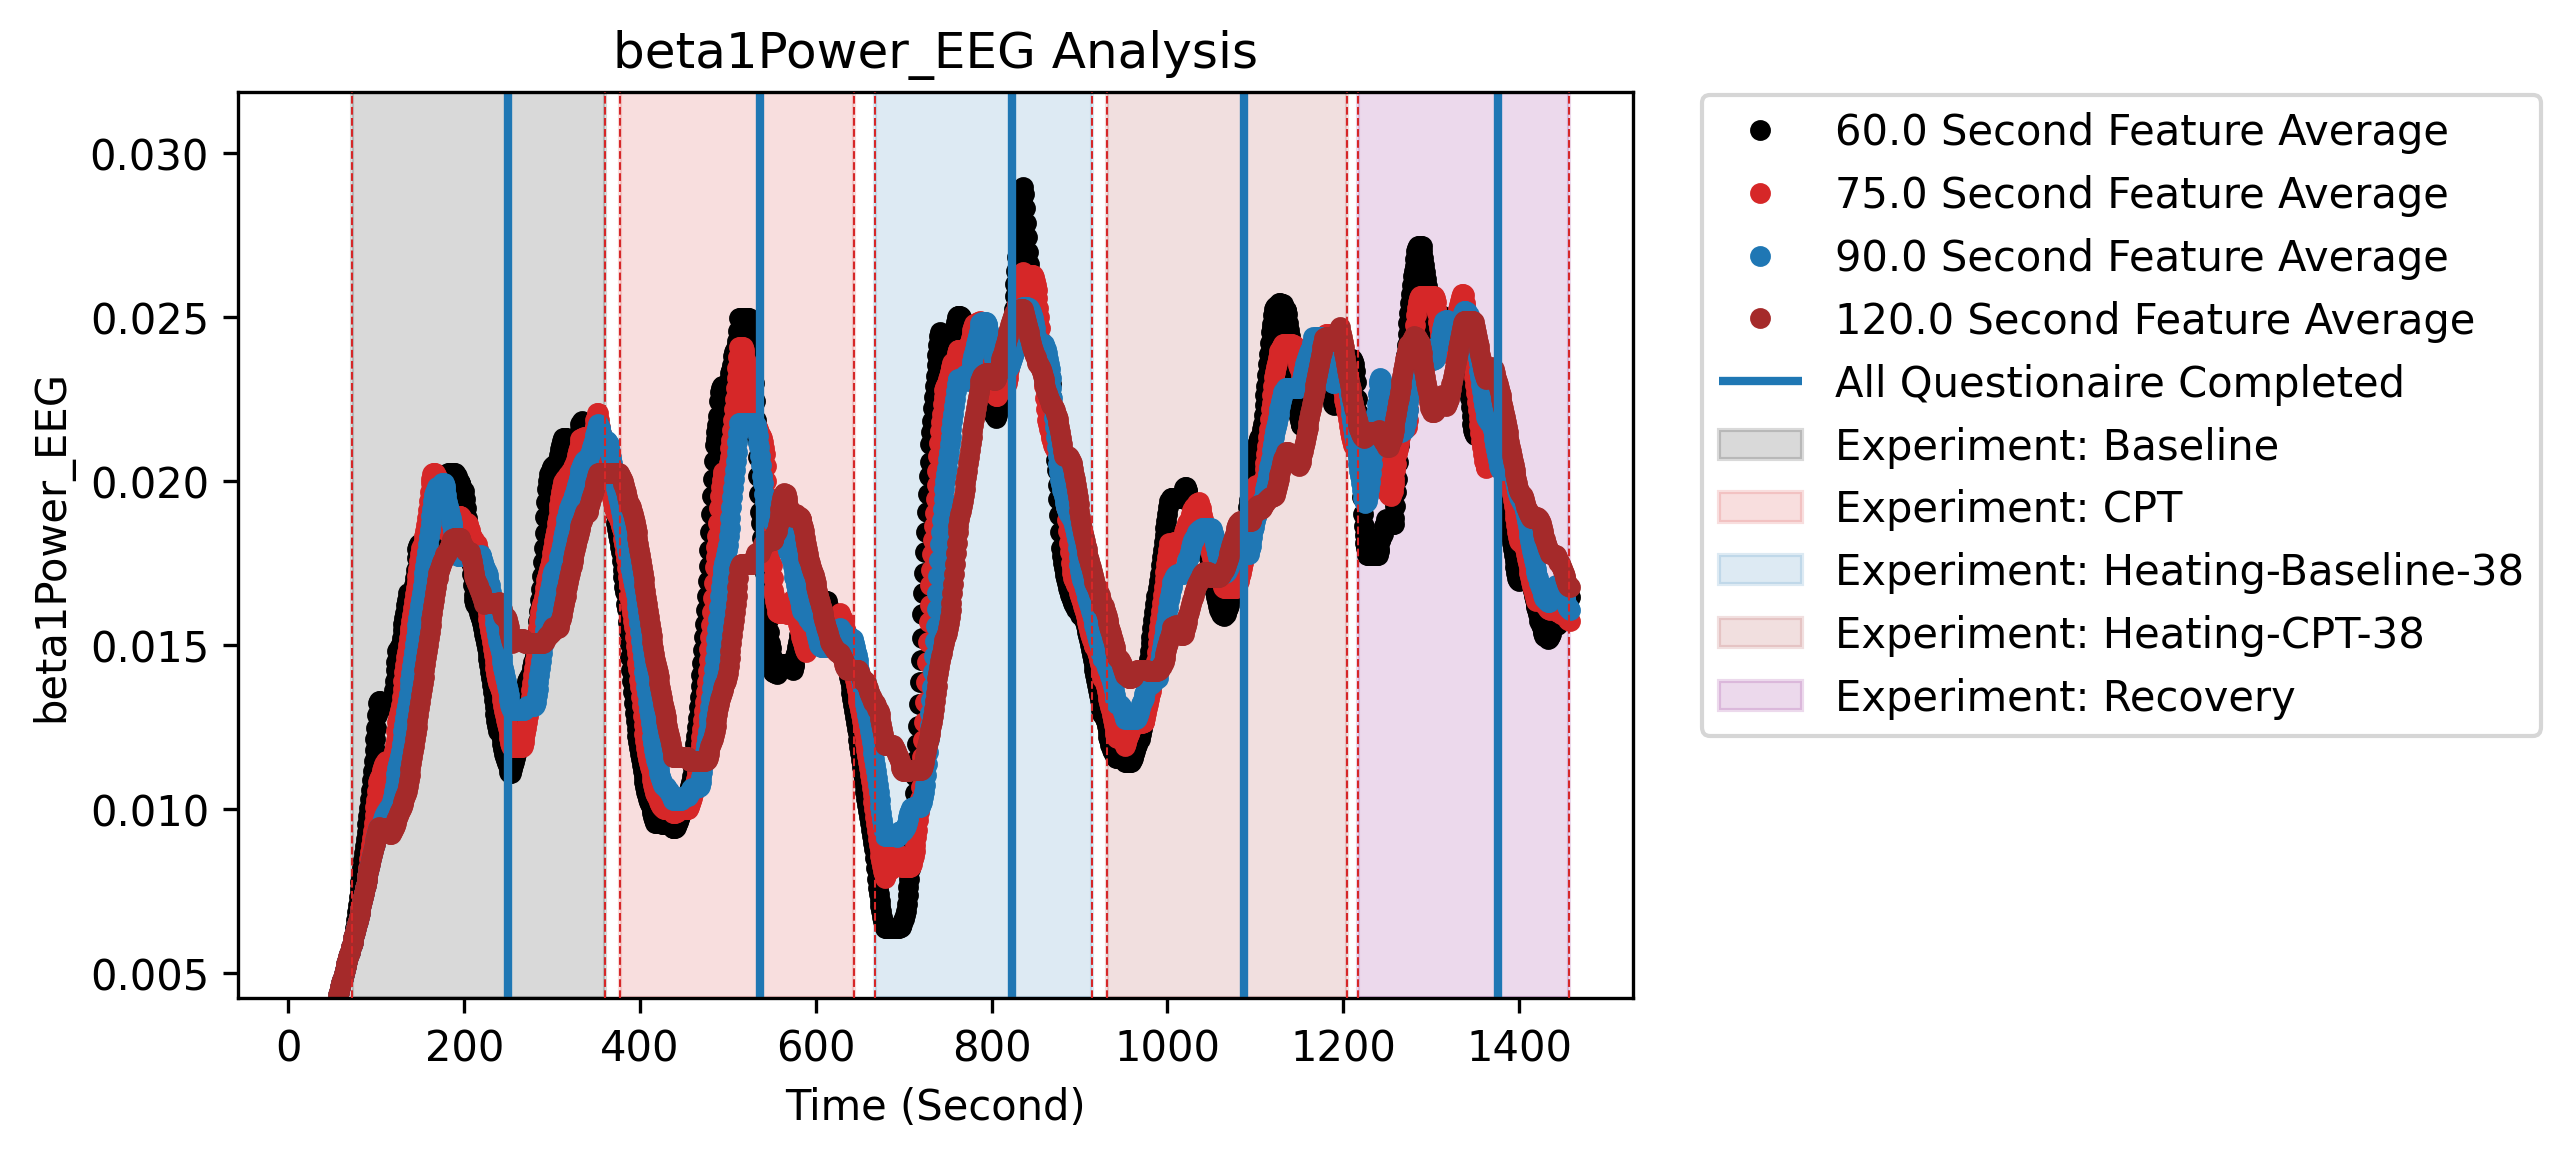 beta1Power_EEG Analysis
beta1Power_EEG
0.030
0.025
0.020
0.015
0.010
0.005
0
200
400
600
800
1000
1200
1400
Time (Second)
60.0 Second Feature Average
75.0 Second Feature Average
90.0 Second Feature Average
120.0 Second Feature Average
All Questionaire Completed
Experiment: Baseline
Experiment: CPT
Experiment: Heating-Baseline-38
Experiment: Heating-CPT-38
Experiment: Recovery